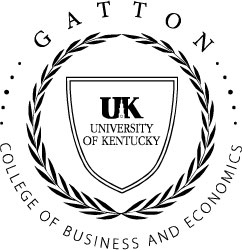 GATTON
UK
UNIVERSITY
OF KENTUCKY
COLLEGE OF BUSINESS AND ECONOMICS